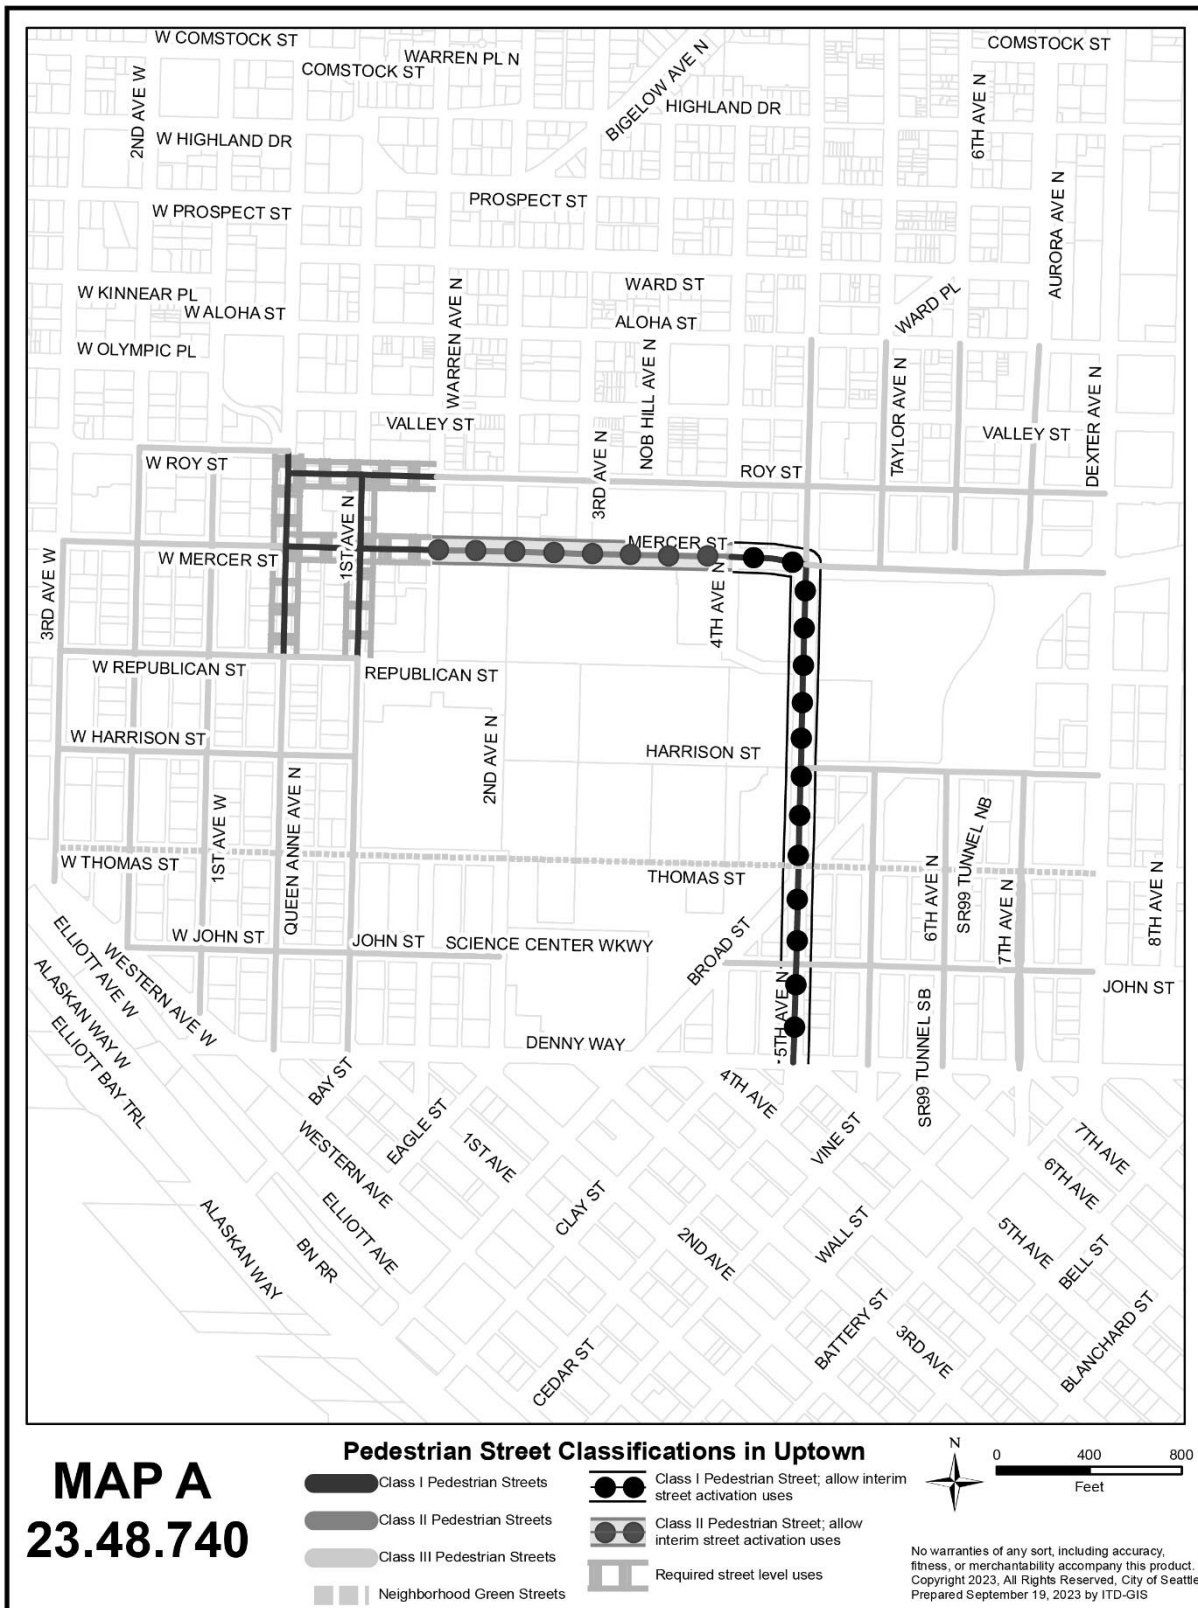 W COMSTOCK ST
COMSTOCK ST
WARREN PL N
COMSTOCK ST
2ND AVE W
BIGELOW AVE N
HIGHLAND DR
6TH AVE N
W HIGHLAND DR
W PROSPECT ST
PROSPECT ST
AURORA AVE N
WARD ST
W KINNEAR PL
W ALOHA ST
WARREN AVE N
ALOHA ST
WARD PL
W OLYMPIC PL
NOB HILL AVE N
TAYLOR AVE N
DEXTER AVE N
VALLEY ST
VALLEY ST
W ROY ST
3RD AVE N
ROY ST
1ST AVE N
MERCER ST
W MERCER ST
3RD AVE W
4TH AVE N
W REPUBLICAN ST
REPUBLICAN ST
W HARRISON ST
2ND AVE N
HARRISON ST
1ST AVE W
QUEEN ANNE AVE N
SR99 TUNNEL NB
W THOMAS ST
THOMAS ST
6TH AVE N
7TH AVE N
8TH AVE N
W JOHN ST
JOHN ST
SCIENCE CENTER WKWY
BROAD ST
JOHN ST
ELLIOTT AVE W
WESTERN AVE W
ALASKAN WAY W
ELLIOTT BAY TRL
5TH AVE N
DENNY WAY
SR99 TUNNEL SB
BAY ST
4TH AVE
EAGLE ST
1ST AVE
VINE ST
7TH AVE
6TH AVE
WESTERN AVE
ELLIOTT AVE
CLAY ST
2ND AVE
WALL ST
5TH AVE
BELL ST
ALASKAN WAY
BN RR
BATTERY ST
3RD AVE
BLANCHARD ST
CEDAR ST
MAP A
23.48.740
Pedestrian Street Classifications in Uptown
Class I Pedestrian Streets
Class II Pedestrian Streets
Class III Pedestrian Streets
Neighborhood Green Streets
Class I Pedestrian Street; allow interim
street activation uses
Class II Pedestrian Street; allow
interim street activation uses
Required street level uses
N
0 400 800
Feet
No warranties of any sort, including accuracy,
fitness, or merchantability accompany this product.
Copyright 2023, All Rights Reserved, City of Seattle
Prepared September 19, 2023 by ITD-GIS